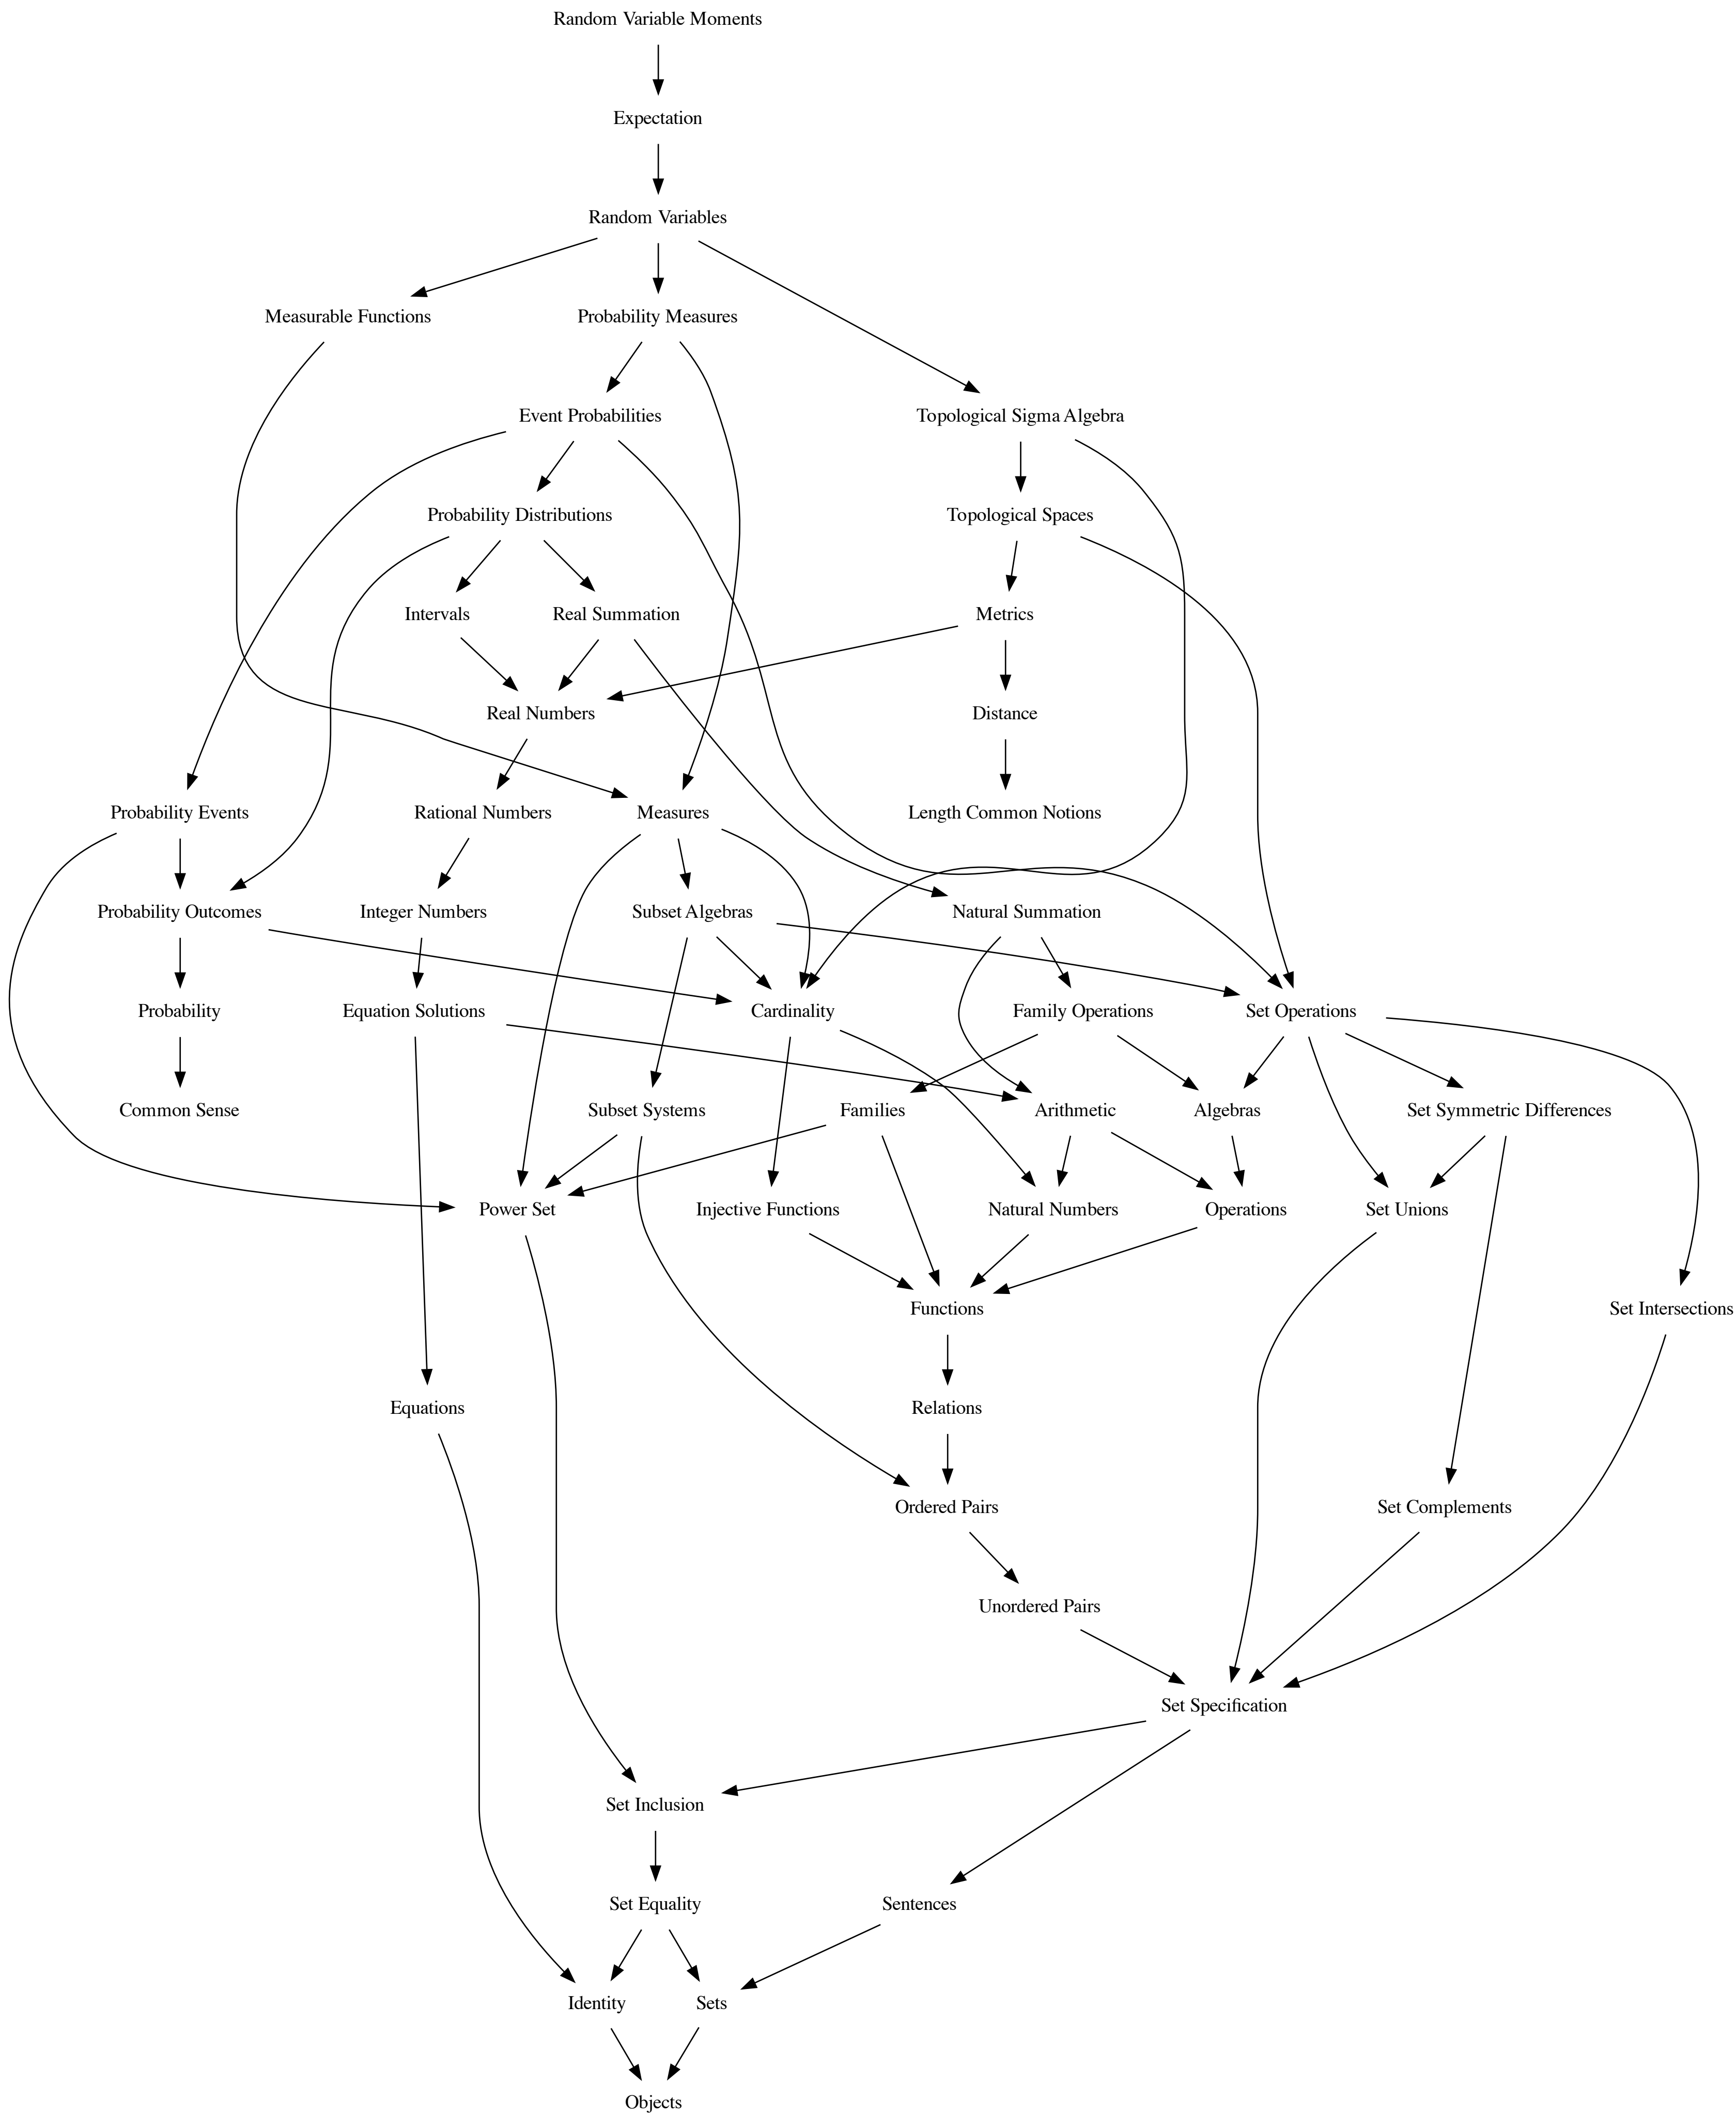 Random Variable Moments
Expectation
Random Variables
Measurable Functions
Probability Measures
Event Probabilities
Topological Sigma Algebra
Probability Distributions
Topological Spaces
Intervals
Real Summation
Metrics
Real Numbers
Distance
Probability Events
Rational Numbers
Measures
Length Common Notions
Probability Outcomes
Integer Numbers
Subset Algebras
Natural Summation
Probability
Equation Solutions
Cardinality
Family Operations
Set Operations
Common Sense
Subset Systems
Families
Arithmetic
Algebras
Set Symmetric Differences
Power Set
Injective Functions
Natural Numbers
Operations
Set Unions
Functions
Set Intersections
Equations
Relations
Ordered Pairs
Set Complements
Unordered Pairs
Set Specification
Set Inclusion
Set Equality
Sentences
Identity
Sets
Objects